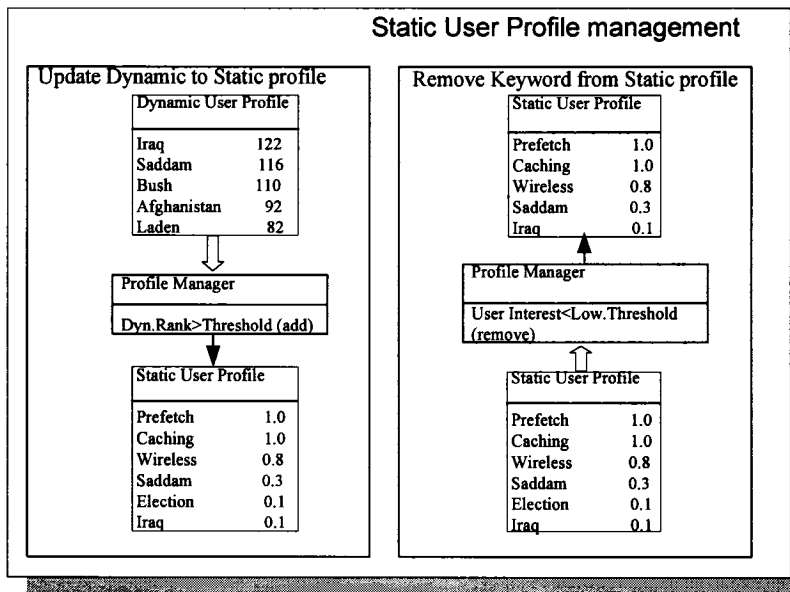 Static User Profile management
Update Dynamic to Static profile
Dynamic User Profile
Iraq 122
Saddam 116
Bush 110
Afghanistan 92
Laden 82
Profile Manager
Dyn.Rank>Threshold (add)
Static User Profile
Prefetch 1.0
Caching 1.0
Wireless 0.8
Saddam 0.3
Election 0.1
Iraq 0.1
Remove Keyword from Static profile
Static User Profile
Prefetch 1.0
Caching 1.0
Wireless 0.8
Saddam 0.3
Iraq 0.1
Profile Manager
User Interest<Low.Threshold
(remove)
Static User Profile
Prefetch 1.0
Caching 1.0
Wireless 0.8
Saddam 0.3
Election 0.1
Iraq 0.1